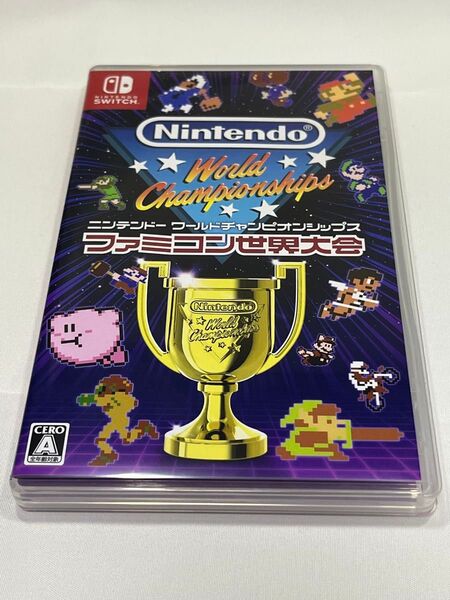 NINTENDO
SWITCH
Nintendo®
World
Championships
ニンテンドー ワールドチャンピオンシップス
ファミコン世界大会
Nintendo
World
Championships
CERO
A
全年齢対象